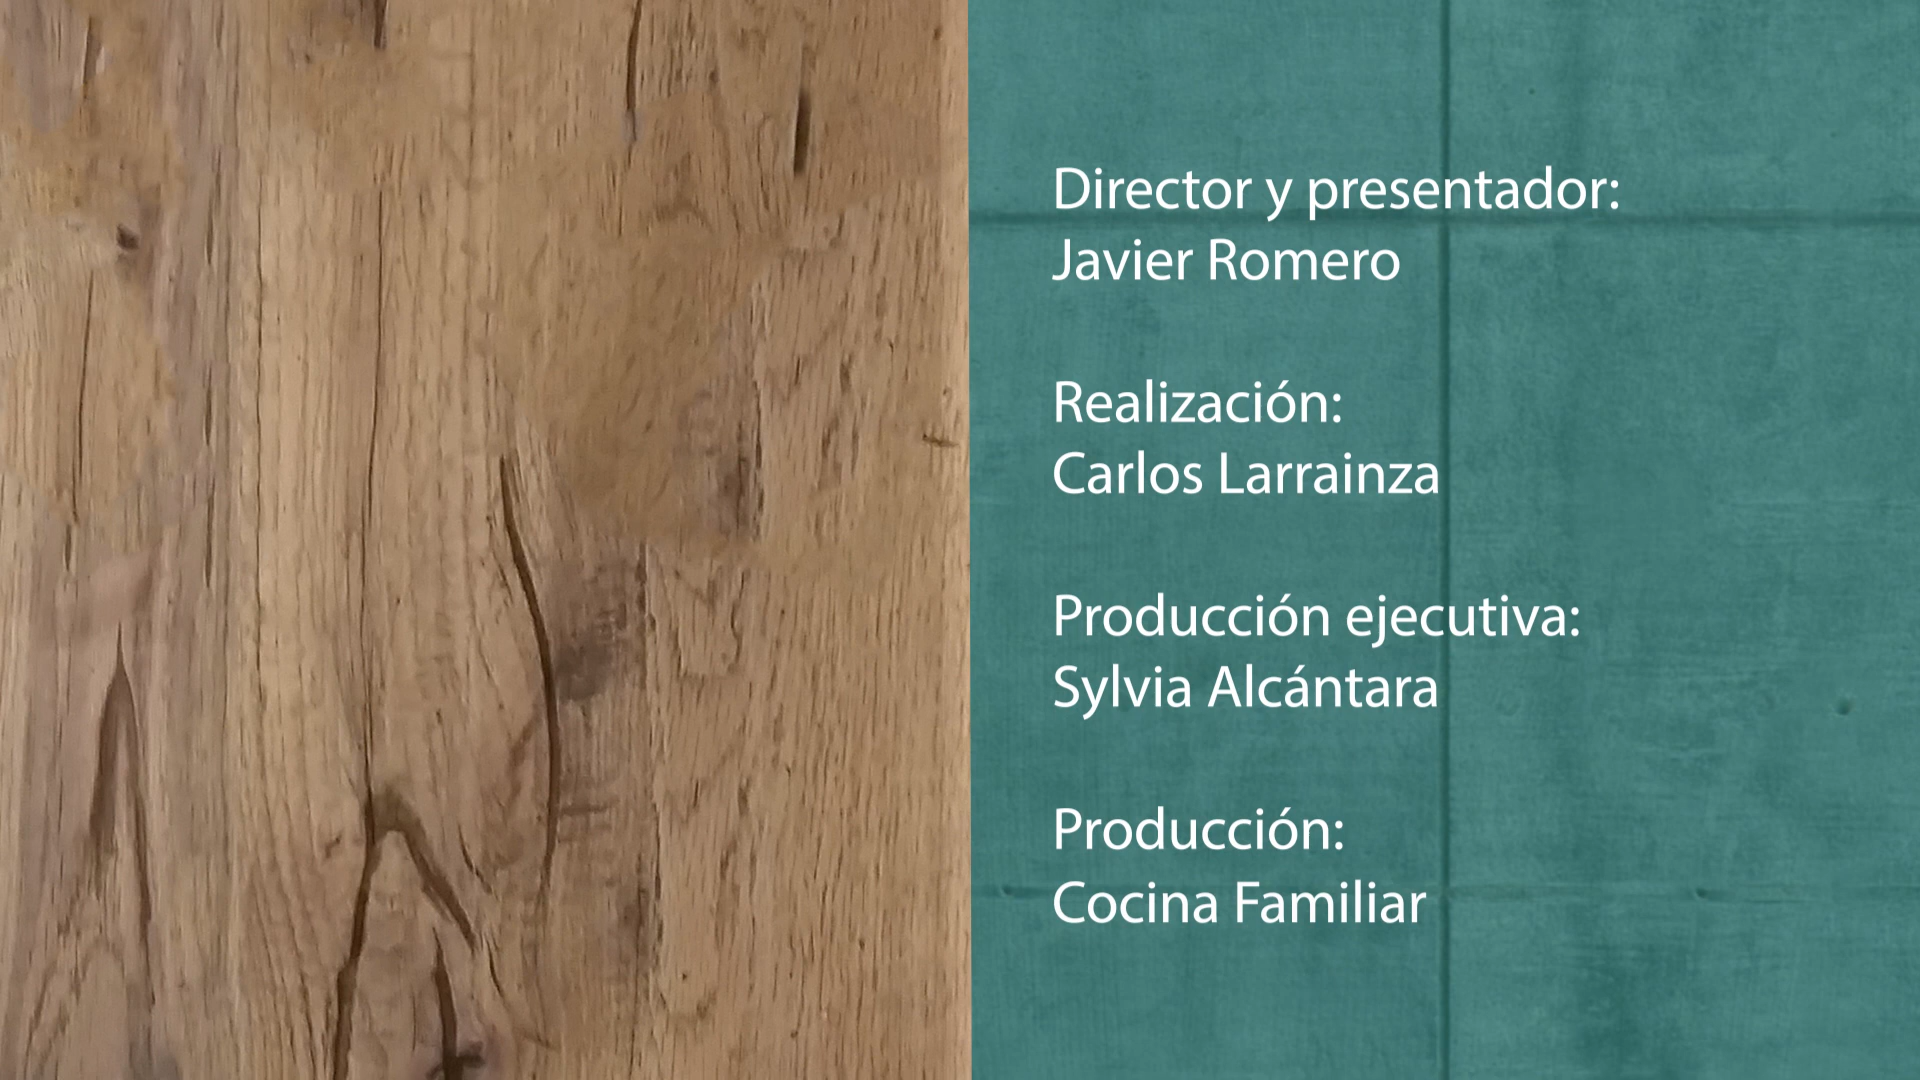 Director y presentador:
Javier Romero
Realización:
Carlos Larrainza
Producción ejecutiva:
Sylvia Alcántara
Producción:
Cocina Familiar